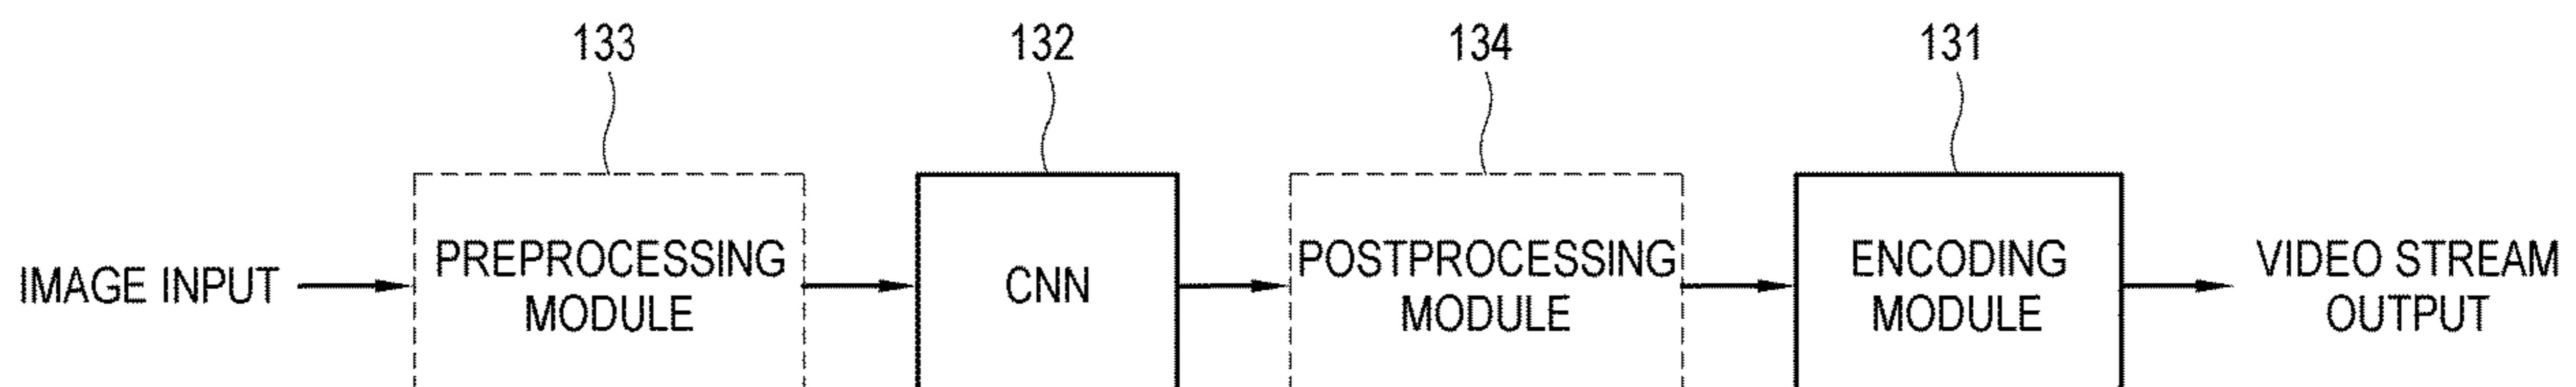 133
132
134
131
IMAGE INPUT
PREPROCESSING
MODULE
CNN
POSTPROCESSING
MODULE
ENCODING
MODULE
VIDEO STREAM
OUTPUT